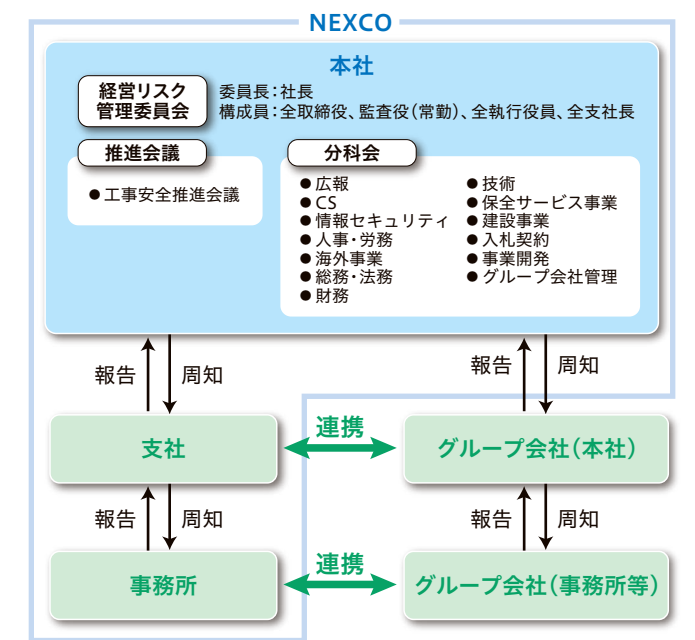 NEXCO
本社
経営リスク
管理委員会
委員長：社長
構成員：全取締役、監査役（常勤）、全執行役員、全支社長
推進会議
●工事安全推進会議
分科会
●広報
●CS
●情報セキュリティ
●人事・労務
●海外事業
●総務・法務
●財務
●技術
●保全サービス事業
●建設事業
●入札契約
●事業開発
●グループ会社管理
報告
周知
報告
周知
支社
連携
グループ会社（本社）
報告
周知
報告
周知
事務所
連携
グループ会社（事務所等）